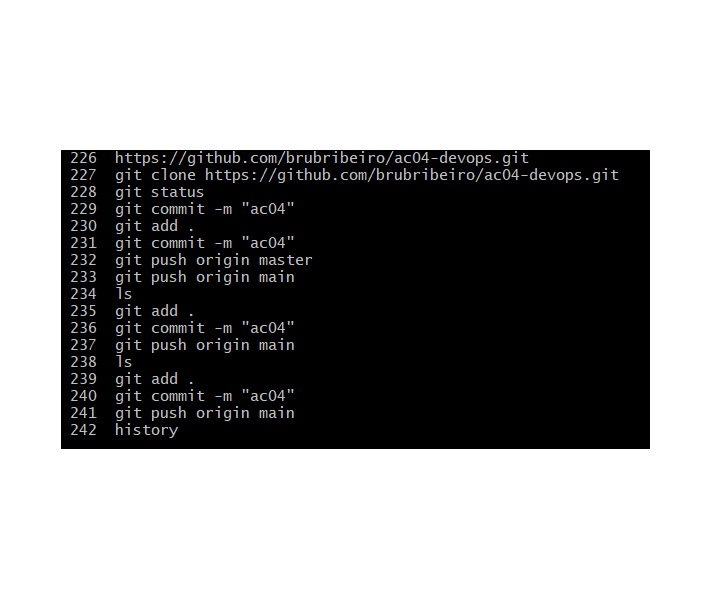 226  https://github.com/brubribeiro/ac04-devops.git
227  git clone https://github.com/brubribeiro/ac04-devops.git
228  git status
229  git commit -m "ac04"
230  git add .
231  git commit -m "ac04"
232  git push origin master
233  git push origin main
234  ls
235  git add .
236  git commit -m "ac04"
237  git push origin main
238  ls
239  git add .
240  git commit -m "ac04"
241  git push origin main
242  history